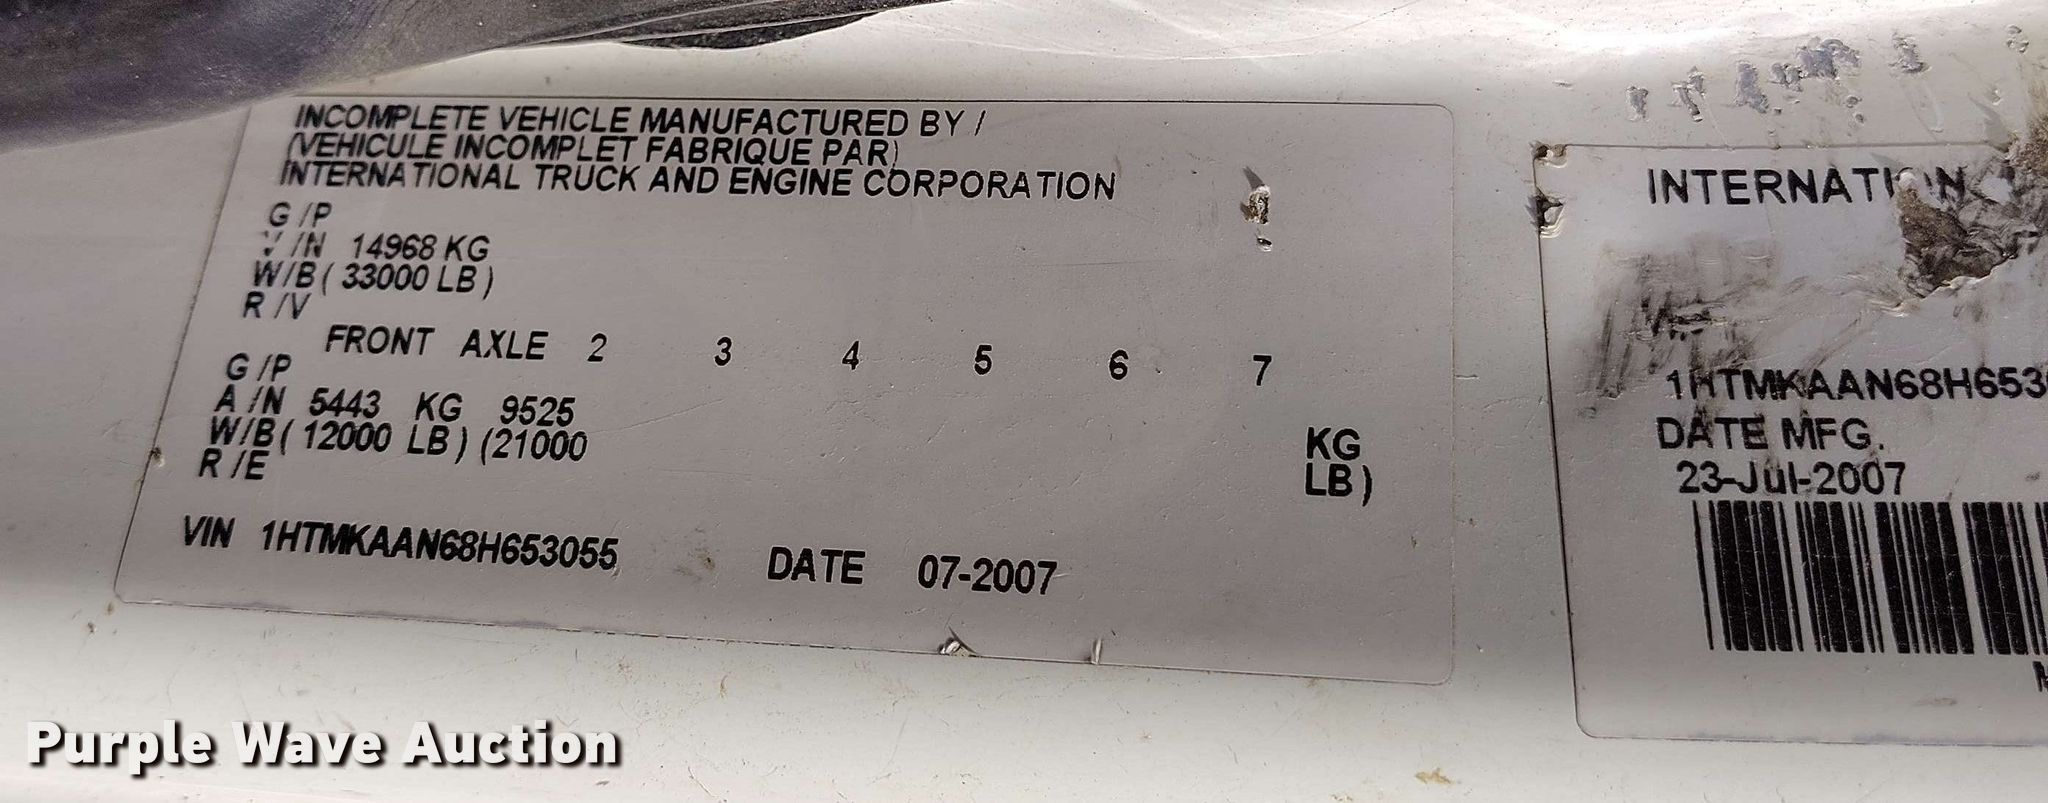 INCOMPLETE VEHICLE MANUFACTURED BY /
(VEHICULE INCOMPLET FABRIQUE PAR)
INTERNATIONAL TRUCK AND ENGINE CORPORATION
G /P
V /N 14968 KG
W/B ( 33000 LB )
R /V
FRONT AXLE 2 3 4 5 6 7
G /P
A /N 5443 KG 9525 KG
W/B ( 12000 LB ) (21000 LB )
R /E
VIN 1HTMKAAN68H653055 DATE 07-2007
INTERNATION
1HTMKAAN68H653
DATE MFG.
23-Jul-2007
Purple Wave Auction